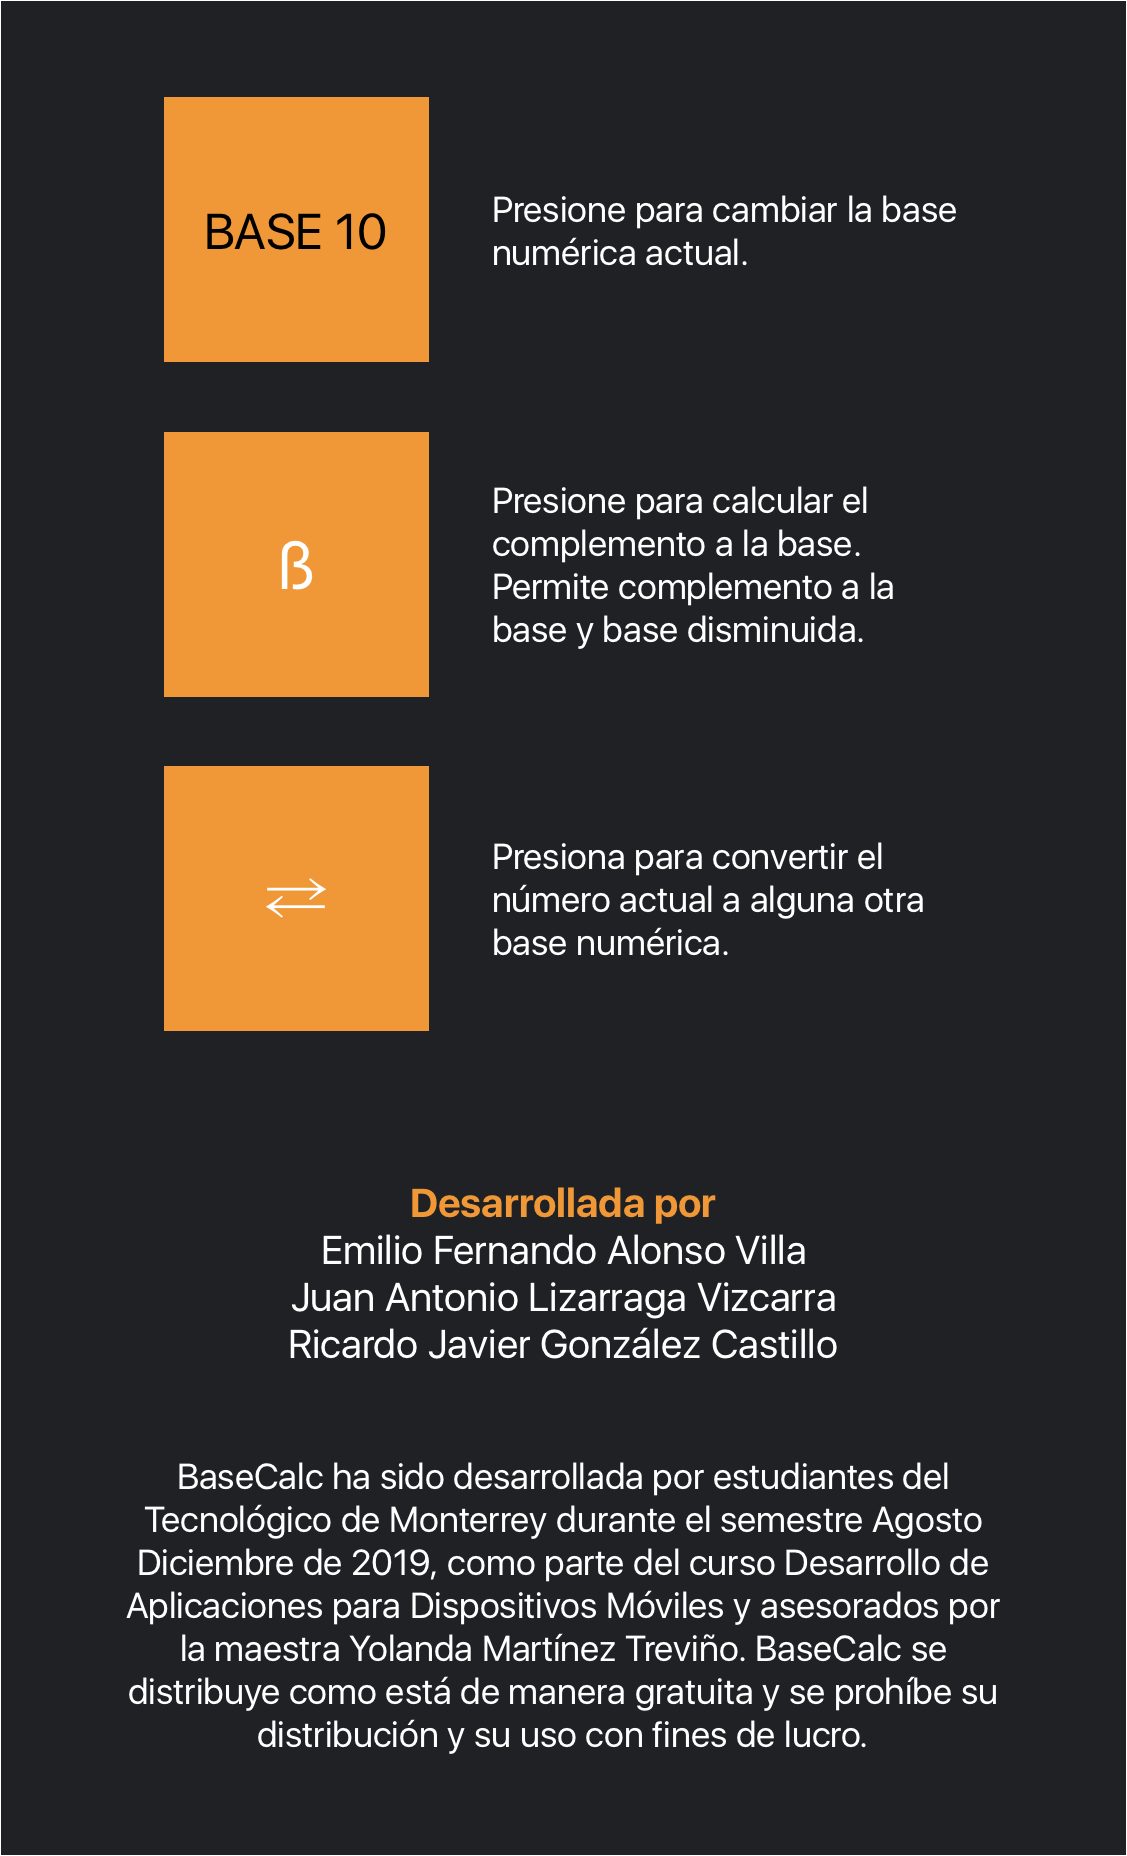 BASE 10
Presione para cambiar la base
numérica actual.
ß
Presione para calcular el
complemento a la base.
Permite complemento a la
base y base disminuida.
Presiona para convertir el
número actual a alguna otra
base numérica.
Desarrollada por
Emilio Fernando Alonso Villa
Juan Antonio Lizarraga Vizcarra
Ricardo Javier González Castillo
BaseCalc ha sido desarrollada por estudiantes del
Tecnológico de Monterrey durante el semestre Agosto
Diciembre de 2019, como parte del curso Desarrollo de
Aplicaciones para Dispositivos Móviles y asesorados por
la maestra Yolanda Martínez Treviño. BaseCalc se
distribuye como está de manera gratuita y se prohíbe su
distribución y su uso con fines de lucro.